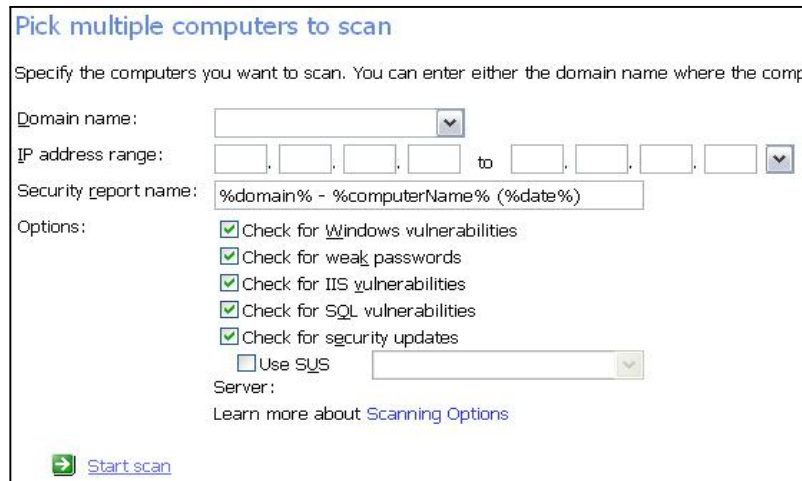 Pick multiple computers to scan
Specify the computers you want to scan. You can enter either the domain name where the comp
Domain name:
IP address range: . . . to . . .
Security report name: %domain% - %computerName% (%date%)
Options:
Check for Windows vulnerabilities
Check for weak passwords
Check for IIS vulnerabilities
Check for SQL vulnerabilities
Check for security updates
Use SUS
Server:
Learn more about Scanning Options
Start scan